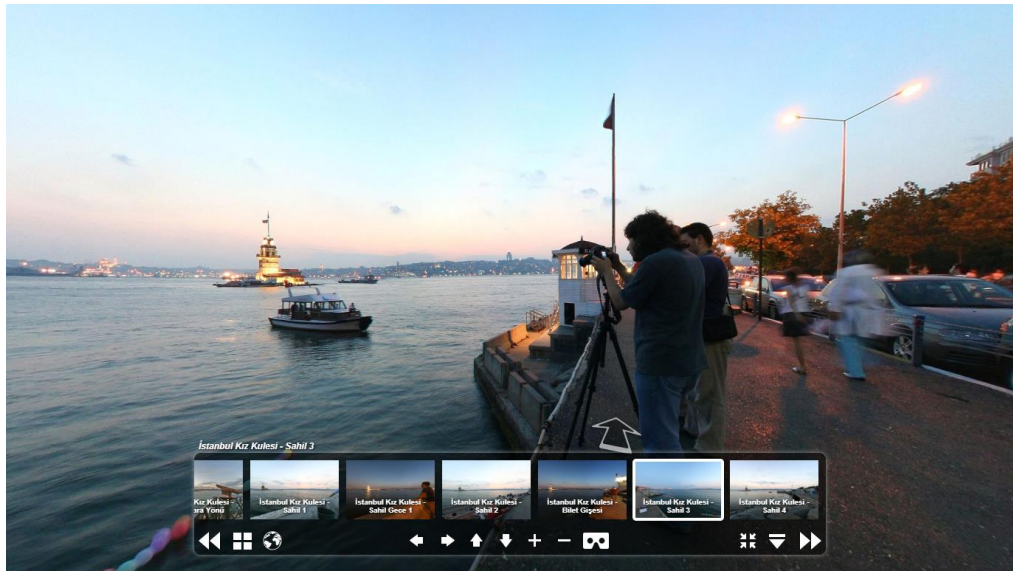 İstanbul Kız Kulesi - Sahil 3
Kız Kulesi -
ara Yönü
İstanbul Kız Kulesi -
Sahil 1
İstanbul Kız Kulesi -
Sahil Gece 1
İstanbul Kız Kulesi -
Sahil 2
İstanbul Kız Kulesi -
Bilet Gişesi
İstanbul Kız Kulesi -
Sahil 3
İstanbul Kız Kulesi -
Sahil 4